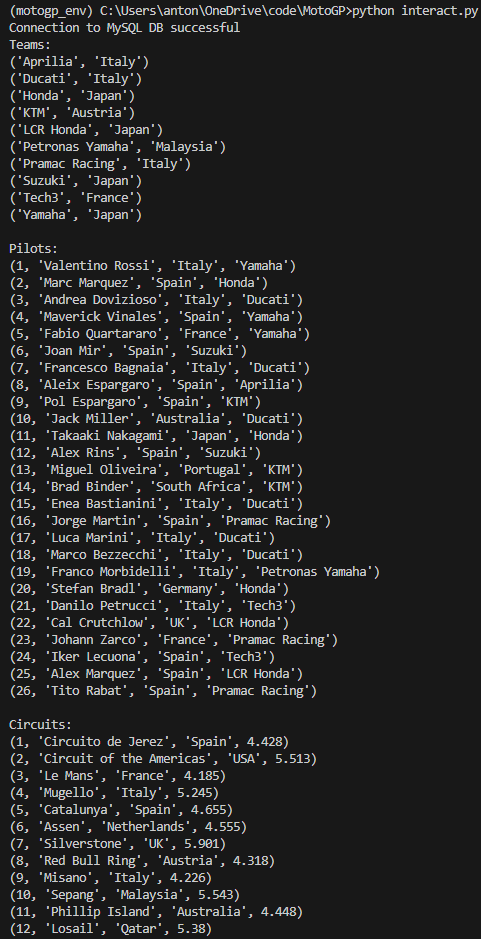 (motogp_env) C:\Users\anton\OneDrive\code\MotoGP>python interact.py
Connection to MySQL DB successful
Teams:
('Aprilia', 'Italy')
('Ducati', 'Italy')
('Honda', 'Japan')
('KTM', 'Austria')
('LCR Honda', 'Japan')
('Petronas Yamaha', 'Malaysia')
('Pramac Racing', 'Italy')
('Suzuki', 'Japan')
('Tech3', 'France')
('Yamaha', 'Japan')
Pilots:
(1, 'Valentino Rossi', 'Italy', 'Yamaha')
(2, 'Marc Marquez', 'Spain', 'Honda')
(3, 'Andrea Dovizioso', 'Italy', 'Ducati')
(4, 'Maverick Vinales', 'Spain', 'Yamaha')
(5, 'Fabio Quartararo', 'France', 'Yamaha')
(6, 'Joan Mir', 'Spain', 'Suzuki')
(7, 'Francesco Bagnaia', 'Italy', 'Ducati')
(8, 'Aleix Espargaro', 'Spain', 'Aprilia')
(9, 'Pol Espargaro', 'Spain', 'KTM')
(10, 'Jack Miller', 'Australia', 'Ducati')
(11, 'Takaaki Nakagami', 'Japan', 'Honda')
(12, 'Alex Rins', 'Spain', 'Suzuki')
(13, 'Miguel Oliveira', 'Portugal', 'KTM')
(14, 'Brad Binder', 'South Africa', 'KTM')
(15, 'Enea Bastianini', 'Italy', 'Ducati')
(16, 'Jorge Martin', 'Spain', 'Pramac Racing')
(17, 'Luca Marini', 'Italy', 'Ducati')
(18, 'Marco Bezzecchi', 'Italy', 'Ducati')
(19, 'Franco Morbidelli', 'Italy', 'Petronas Yamaha')
(20, 'Stefan Bradl', 'Germany', 'Honda')
(21, 'Danilo Petrucci', 'Italy', 'Tech3')
(22, 'Cal Crutchlow', 'UK', 'LCR Honda')
(23, 'Johann Zarco', 'France', 'Pramac Racing')
(24, 'Iker Lecuona', 'Spain', 'Tech3')
(25, 'Alex Marquez', 'Spain', 'LCR Honda')
(26, 'Tito Rabat', 'Spain', 'Pramac Racing')
Circuits:
(1, 'Circuito de Jerez', 'Spain', 4.428)
(2, 'Circuit of the Americas', 'USA', 5.513)
(3, 'Le Mans', 'France', 4.185)
(4, 'Mugello', 'Italy', 5.245)
(5, 'Catalunya', 'Spain', 4.655)
(6, 'Assen', 'Netherlands', 4.555)
(7, 'Silverstone', 'UK', 5.901)
(8, 'Red Bull Ring', 'Austria', 4.318)
(9, 'Misano', 'Italy', 4.226)
(10, 'Sepang', 'Malaysia', 5.543)
(11, 'Phillip Island', 'Australia', 4.448)
(12, 'Losail', 'Qatar', 5.38)